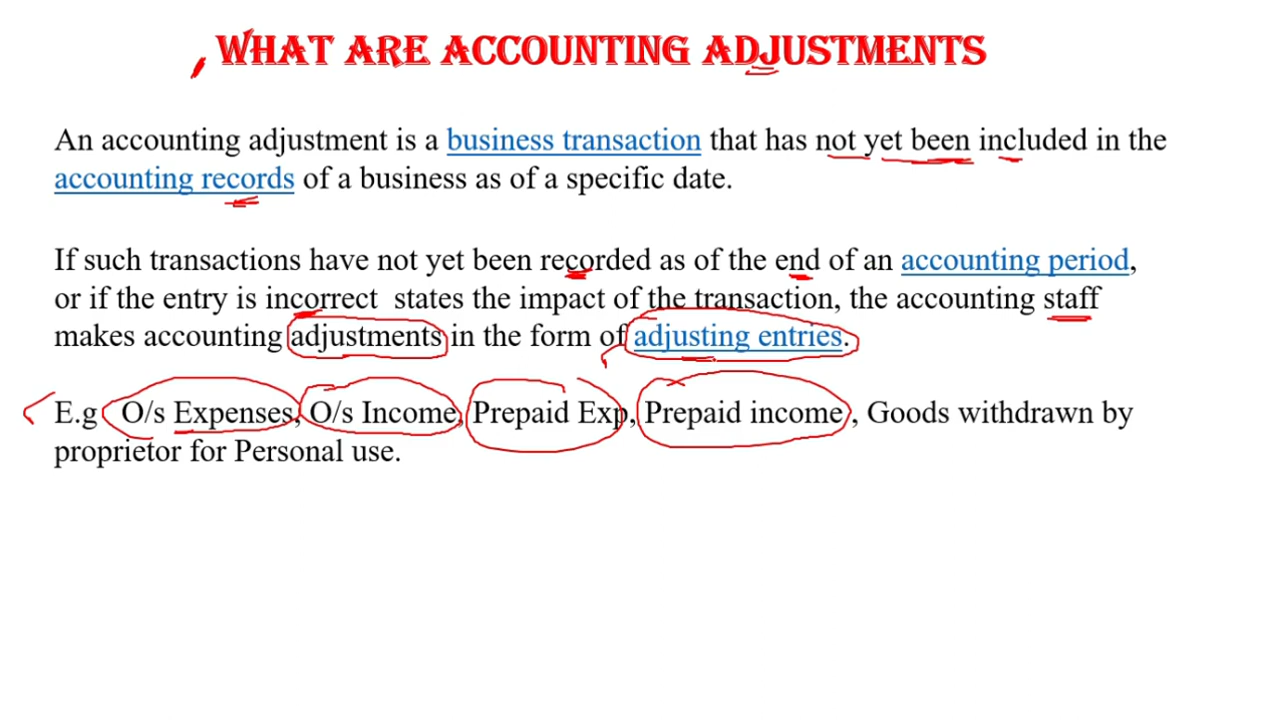 WHAT ARE ACCOUNTING ADJUSTMENTS
An accounting adjustment is a business transaction that has not yet been included in the
accounting records of a business as of a specific date.
If such transactions have not yet been recorded as of the end of an accounting period,
or if the entry is incorrect states the impact of the transaction, the accounting staff
makes accounting adjustments in the form of adjusting entries.
E.g O/s Expenses, O/s Income, Prepaid Exp, Prepaid income, Goods withdrawn by
proprietor for Personal use.